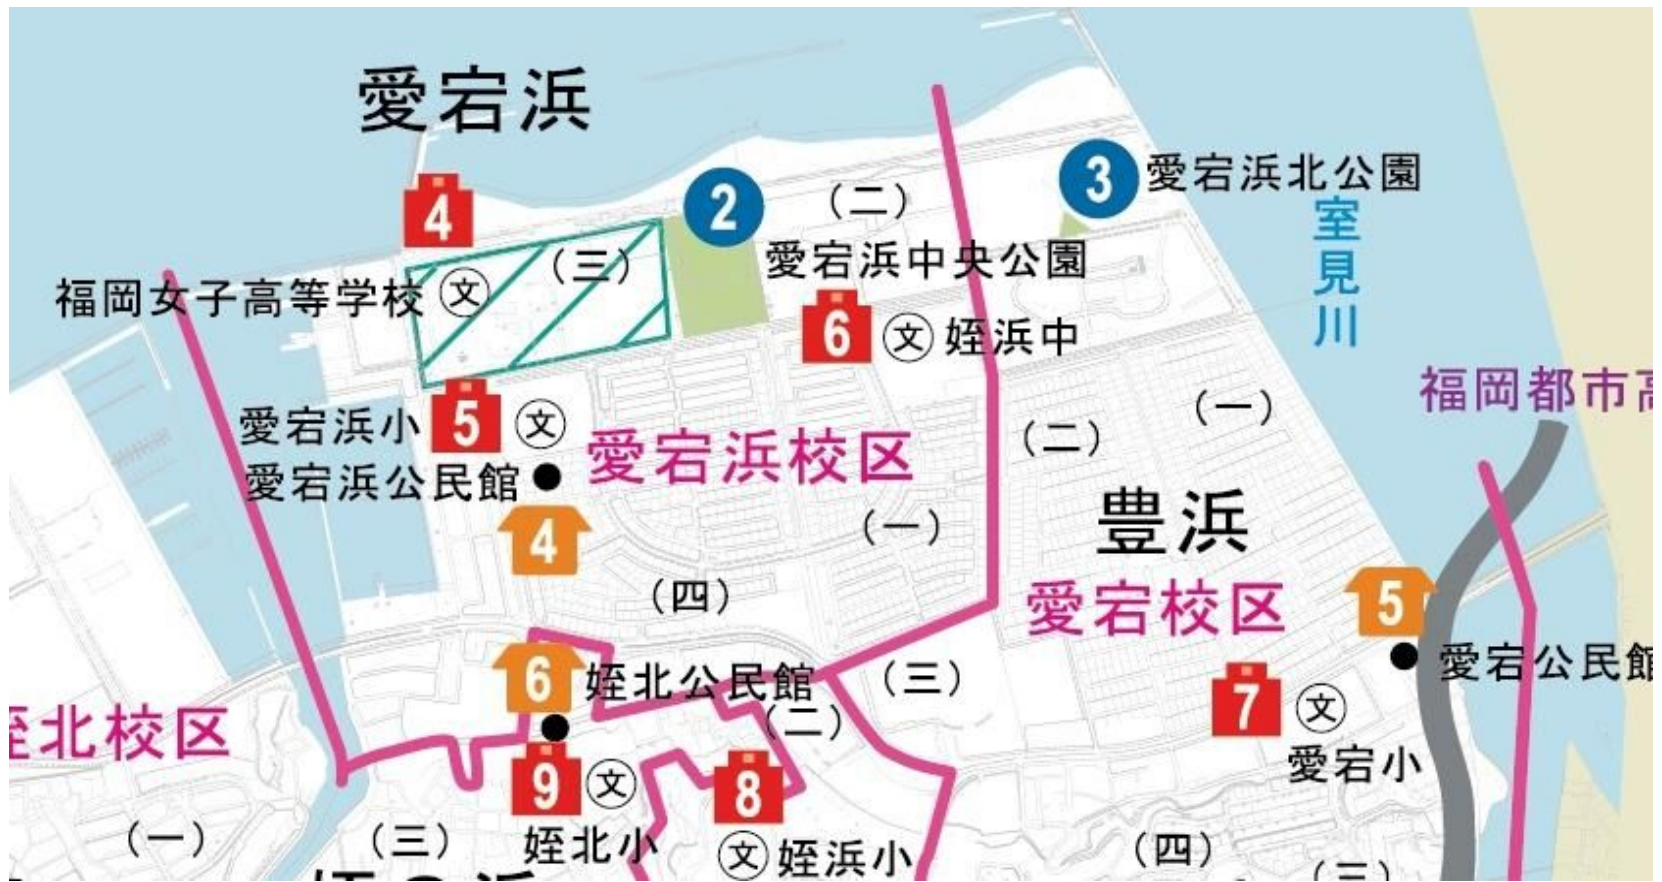 愛宕浜
3
愛宕浜北公園
4
2
(二)
室見川
愛宕浜中央公園
(三)
福岡女子高等学校
文
6
文
姪浜中
福岡都市高
5
愛宕浜小
文
愛宕浜校区
(二)
(一)
愛宕浜公民館
4
(一)
豊浜
(四)
愛宕校区
5
6
姪北公民館
(三)
愛宕公民館
姪北校区
(二)
7
文
愛宕小
9
文
8
(一)
(三)
姪北小
文
姪浜小
(四)
(三)